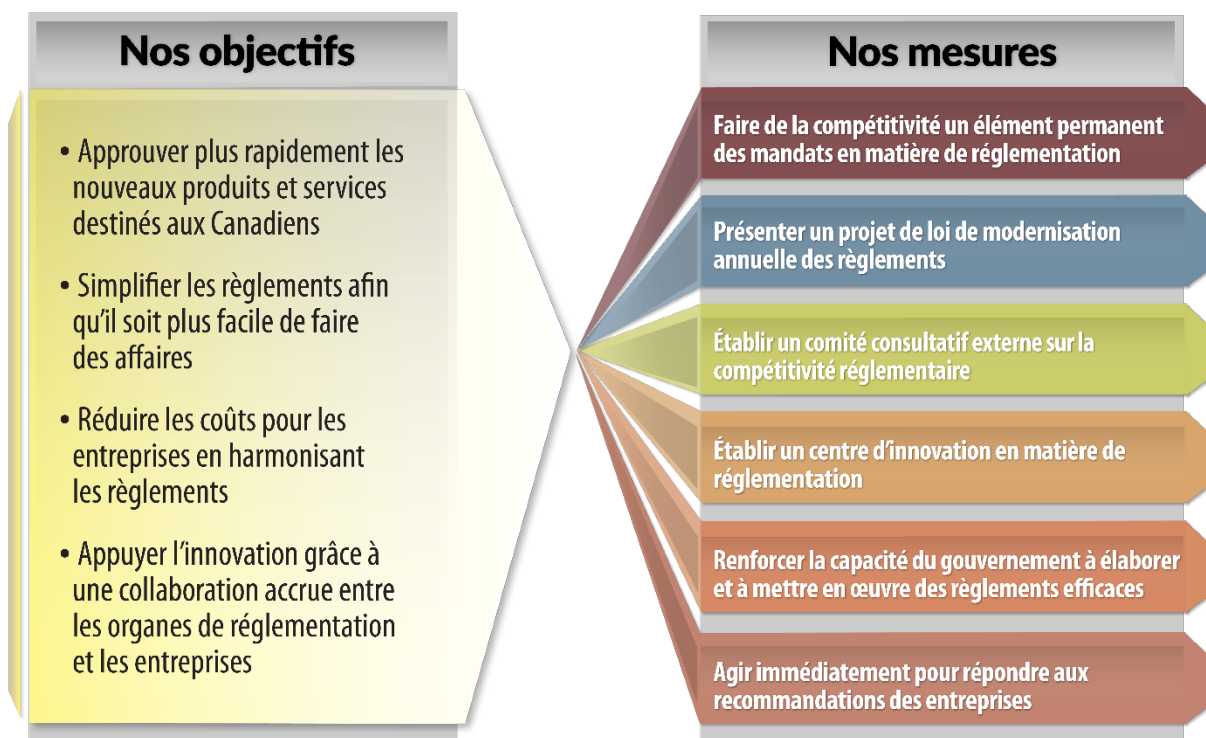 Nos objectifs
• Approuver plus rapidement les
nouveaux produits et services
destinés aux Canadiens
• Simplifier les règlements afin
qu'il soit plus facile de faire
des affaires
• Réduire les coûts pour les
entreprises en harmonisant
les règlements
• Appuyer l'innovation grâce à
une collaboration accrue entre
les organes de réglementation
et les entreprises
Nos mesures
Faire de la compétitivité un élément permanent
des mandats en matière de réglementation
Présenter un projet de loi de modernisation
annuelle des règlements
Établir un comité consultatif externe sur la
compétitivité réglementaire
Établir un centre d'innovation en matière de
réglementation
Renforcer la capacité du gouvernement à élaborer
et à mettre en œuvre des règlements efficaces
Agir immédiatement pour répondre aux
recommandations des entreprises